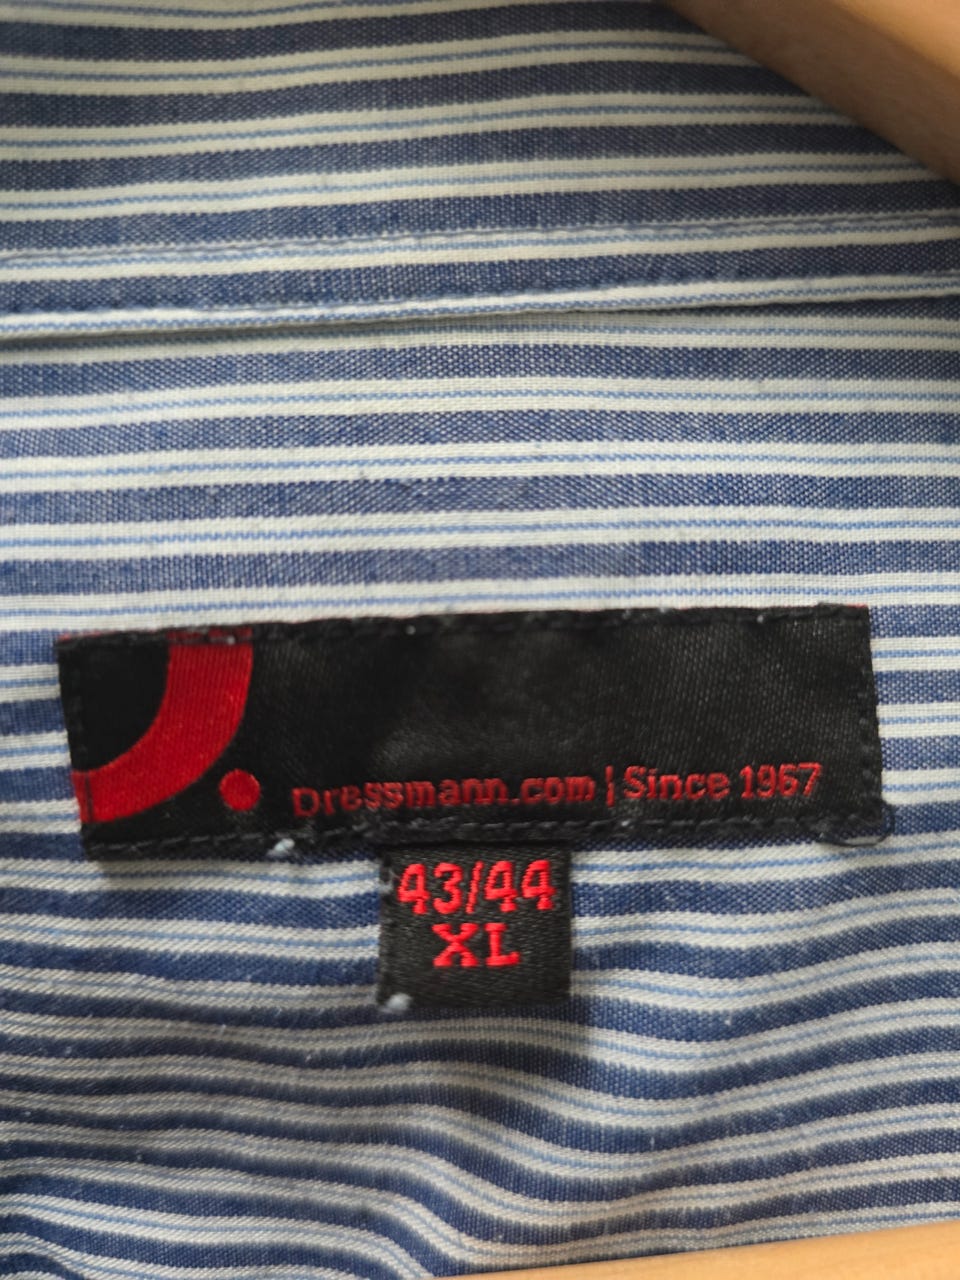 Dressmann.com | Since 1967
43/44
XL